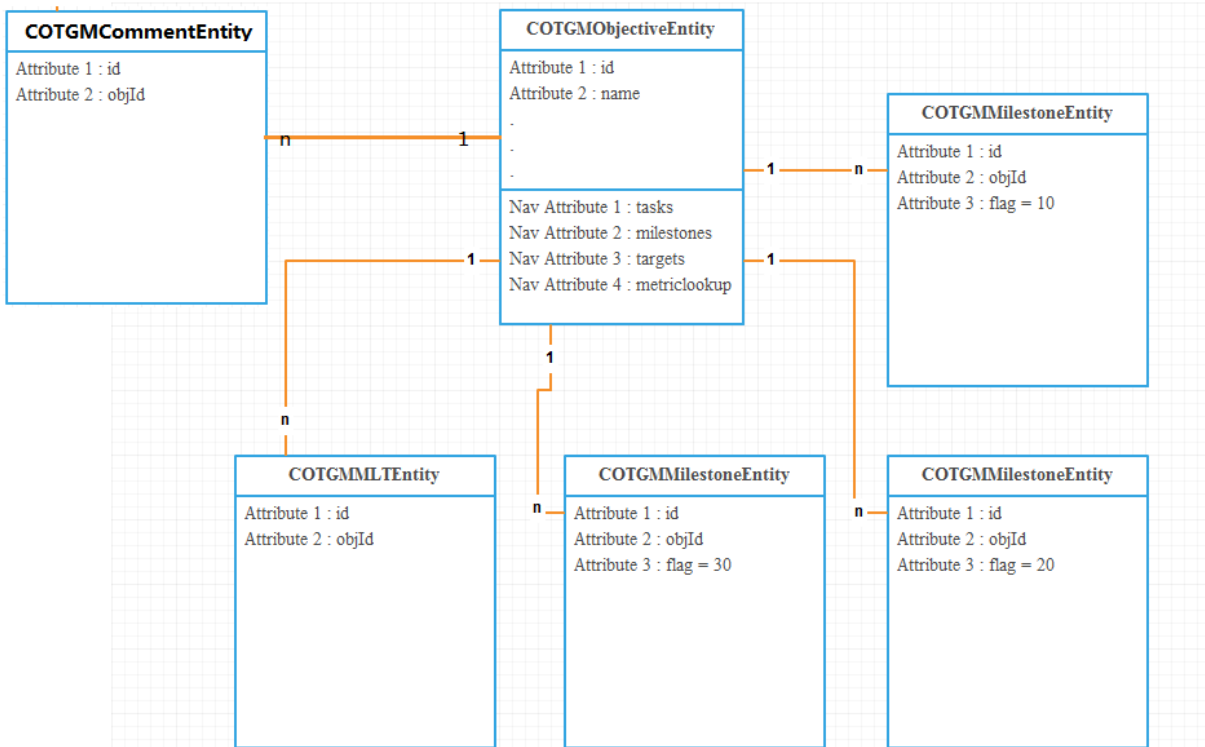 COTGMCommentEntity
Attribute 1 : id
Attribute 2 : objId
n
1
COTGMObjectiveEntity
Attribute 1 : id
Attribute 2 : name
.
.
.
Nav Attribute 1 : tasks
Nav Attribute 2 : milestones
Nav Attribute 3 : targets
Nav Attribute 4 : metriclookup
1
n
COTGMMilestoneEntity
Attribute 1 : id
Attribute 2 : objId
Attribute 3 : flag = 10
1
n
COTGMMLTEntity
Attribute 1 : id
Attribute 2 : objId
1
n
COTGMMilestoneEntity
Attribute 1 : id
Attribute 2 : objId
Attribute 3 : flag = 30
1
n
COTGMMilestoneEntity
Attribute 1 : id
Attribute 2 : objId
Attribute 3 : flag = 20